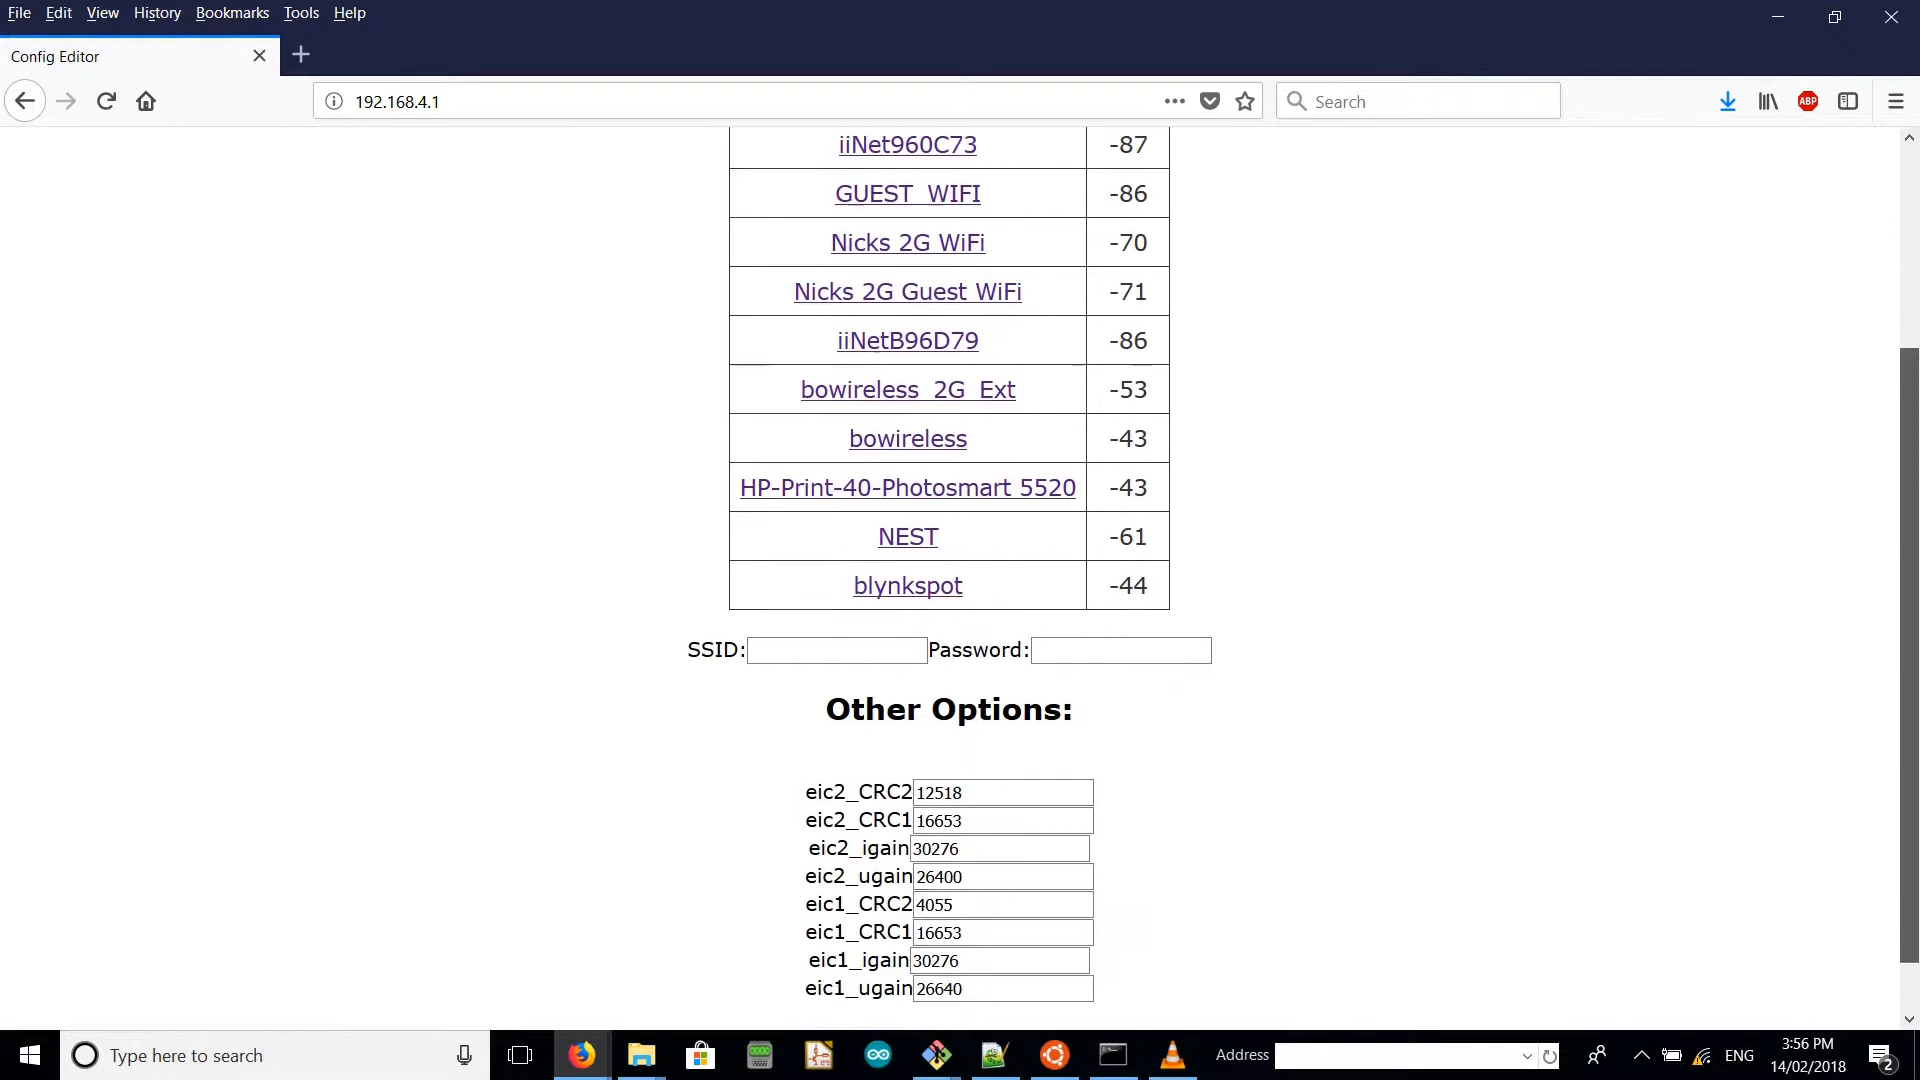 File Edit View History Bookmarks Tools Help
Config Editor
192.168.4.1
Search
ABP
iiNet960C73 -87
GUEST_WIFI -86
Nicks 2G WiFi -70
Nicks 2G Guest WiFi -71
iiNetB96D79 -86
bowireless_2G_Ext -53
bowireless -43
HP-Print-40-Photosmart 5520 -43
NEST -61
blynkspot -44
SSID: Password:
Other Options:
eic2_CRC2 12518
eic2_CRC1 16653
eic2_igain 30276
eic2_ugain 26400
eic1_CRC2 4055
eic1_CRC1 16653
eic1_igain 30276
eic1_ugain 26640
Type here to search
Address
ENG
3:56 PM
14/02/2018
2